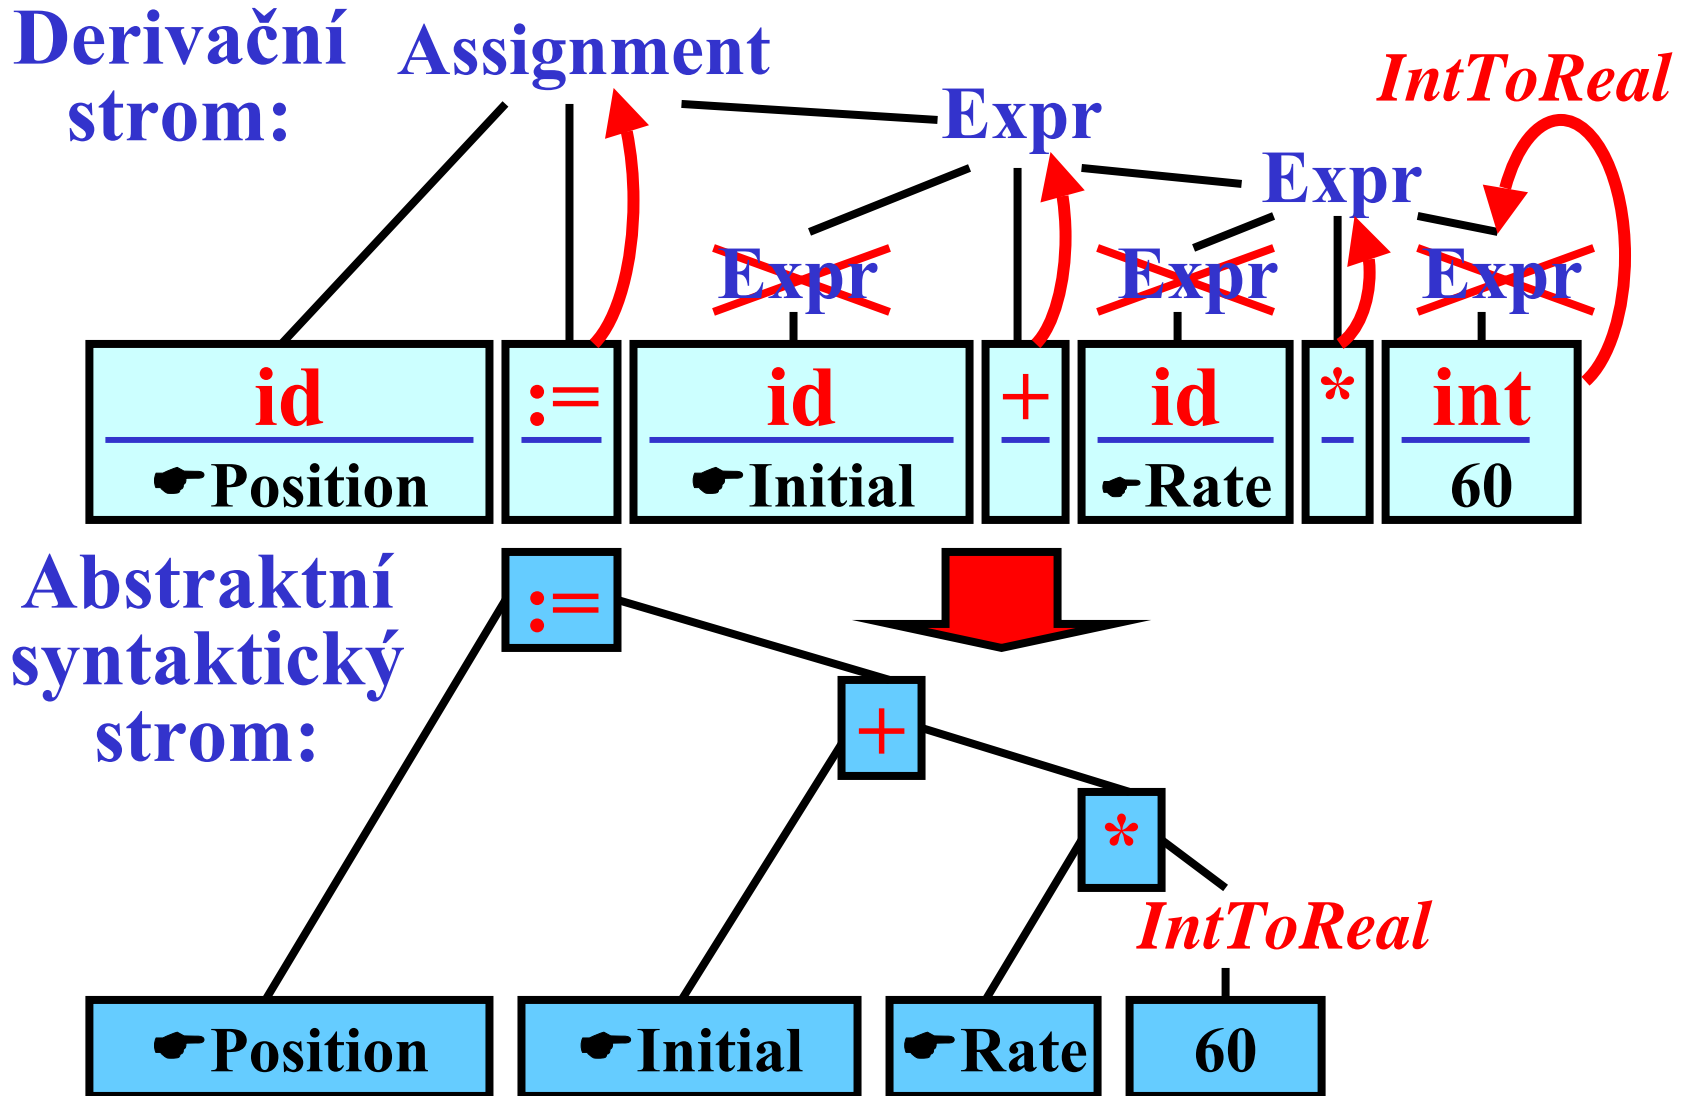 Derivační
strom:
Assignment
IntToReal
Expr
Expr
Expr Expr Expr
id := id + id * int
☛Position ☛Initial ☛Rate 60
Abstraktní
syntaktický
strom:
:=
+
*
IntToReal
☛Position ☛Initial ☛Rate 60